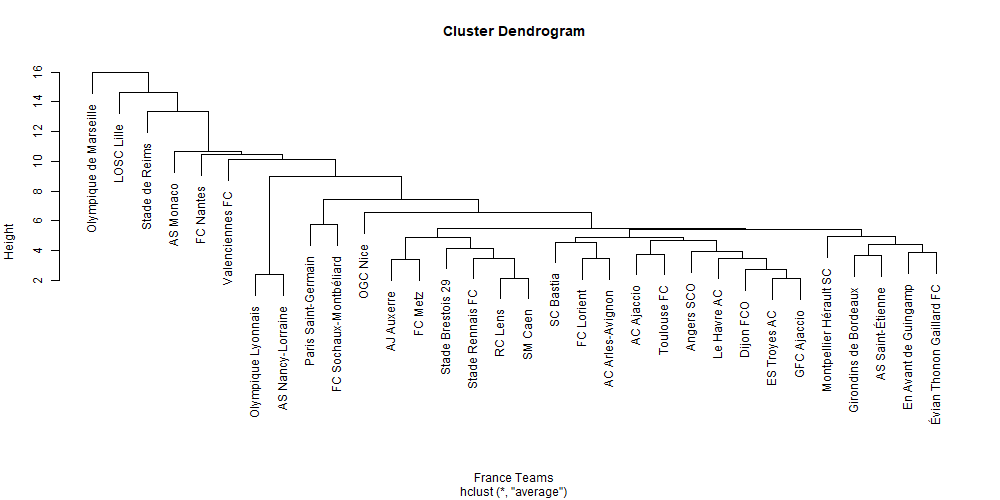 Cluster Dendrogram
Height
16
14
12
10
8
6
4
2
Olympique de Marseille
LOSC Lille
Stade de Reims
AS Monaco
FC Nantes
Valenciennes FC
Olympique Lyonnais
AS Nancy-Lorraine
Paris Saint-Germain
FC Sochaux-Montbéliard
OGC Nice
AJ Auxerre
FC Metz
Stade Brestois 29
Stade Rennais FC
RC Lens
SM Caen
SC Bastia
FC Lorient
AC Arles-Avignon
AC Ajaccio
Toulouse FC
Angers SCO
Le Havre AC
Dijon FCO
ES Troyes AC
GFC Ajaccio
Montpellier Hérault SC
Girondins de Bordeaux
AS Saint-Étienne
En Avant de Guingamp
Évian Thonon Gaillard FC
France Teams
hclust (*, "average")